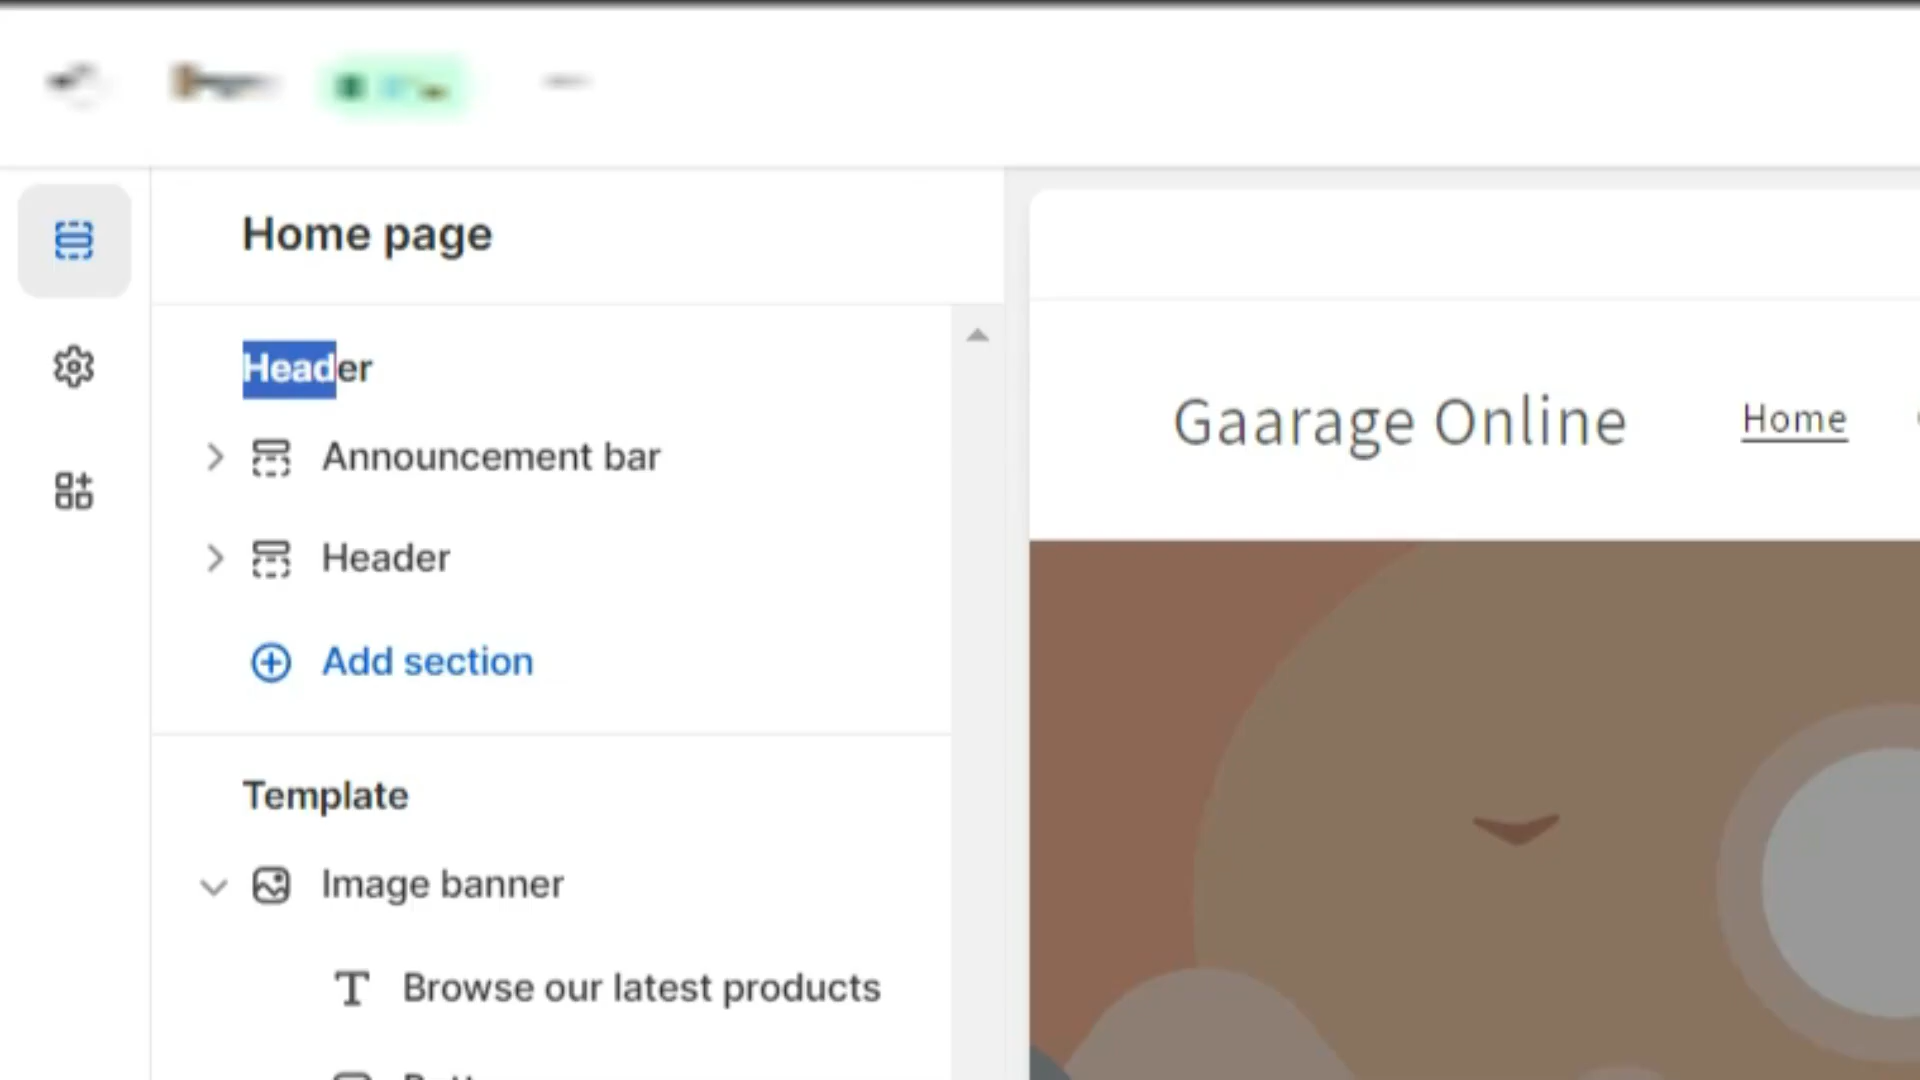 Home page
Header
Announcement bar
Header
Add section
Template
Image banner
Browse our latest products
Gaarage Online
Home